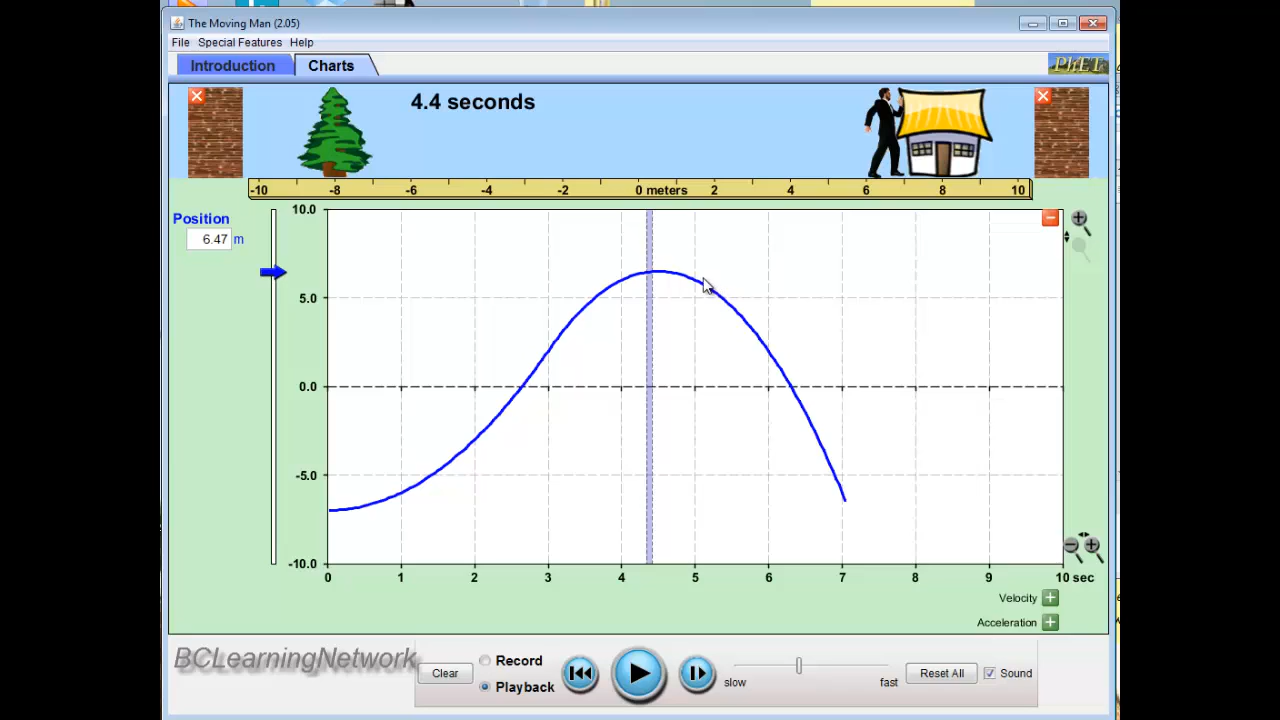 The Moving Man (2.05)
File Special Features Help
Introduction Charts
PhET
4.4 seconds
-10 -8 -6 -4 -2 0 meters 2 4 6 8 10
Position
6.47 m
10.0
5.0
0.0
-5.0
-10.0
0 1 2 3 4 5 6 7 8 9 10 sec
Velocity
Acceleration
BCLearningNetwork
Clear
Record
Playback
slow
fast
Reset All
Sound